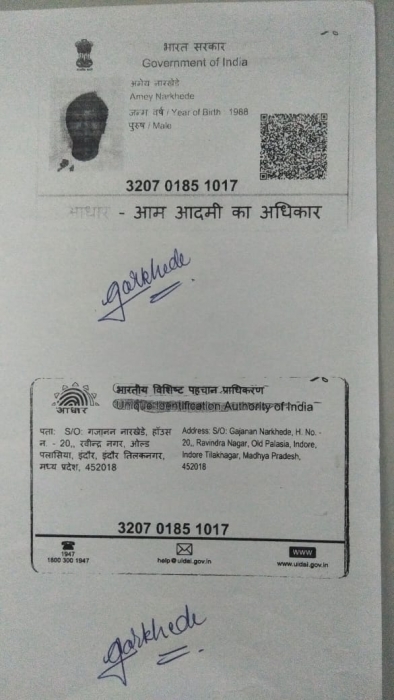 भारत सरकार
Government of India
अमेय नारखेडे
Amey Narkhede
जन्म वर्ष / Year of Birth : 1988
पुरुष / Male
3207 0185 1017
आधार - आम आदमी का अधिकार
भारतीय विशिष्ट पहचान प्राधिकरण
Unique Identification Authority of India
आधार
पता: S/O: गजानन नारखेडे, हॉउस
न - 20, रवीन्द्र नगर, ओल्ड
पलासिया, इंदौर, इंदौर तिलकनगर,
मध्य प्रदेश, 452018
Address: S/O: Gajanan Narkhede, H. No. -
20, Ravindra Nagar, Old Palasia, Indore,
Indore Tilaknagar, Madhya Pradesh,
452018
3207 0185 1017
1947
1800 300 1947
help@uidai.gov.in
www
www.uidai.gov.in